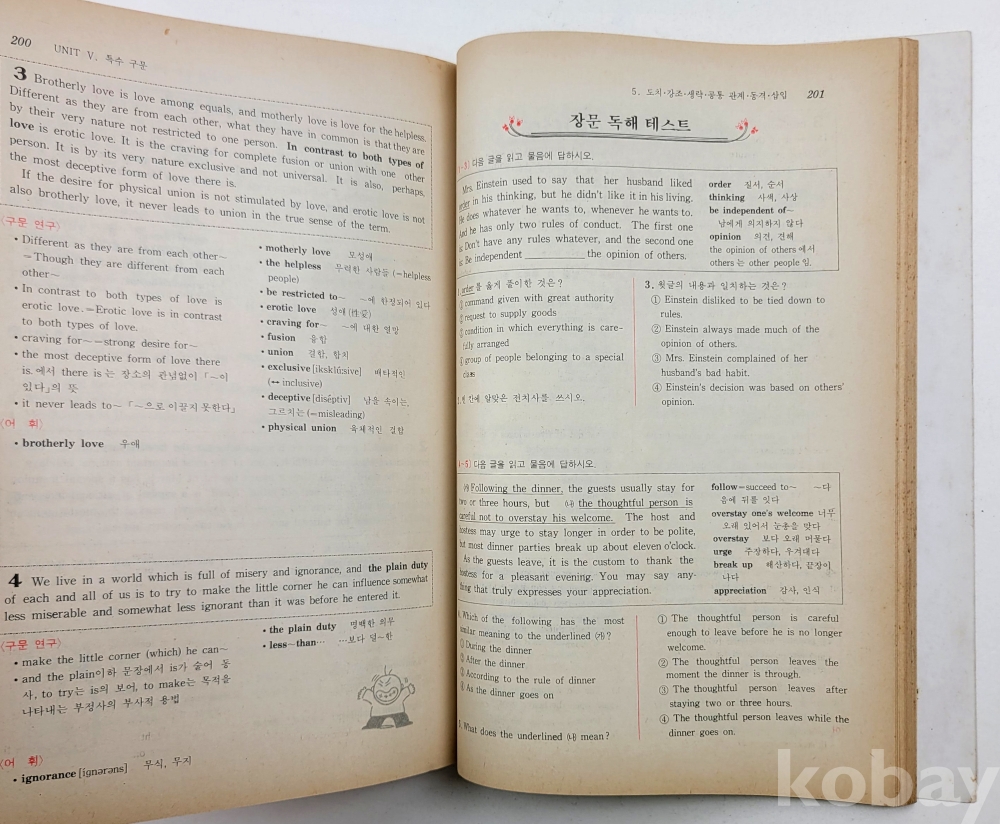 200
UNIT V. 특수 구문
3 Brotherly love is love among equals, and motherly love is love for the helpless.
Different as they are from each other, what they have in common is that they are
by their very nature not restricted to one person. In contrast to both types of
love is erotic love. It is the craving for complete fusion or union with one other
person. It is by its very nature exclusive and not universal. It is also, perhaps,
the most deceptive form of love there is.
If the desire for physical union is not stimulated by love, and erotic love is not
also brotherly love, it never leads to union in the true sense of the term.
〈구문 연구〉
• Different as they are from each other~
=Though they are different from each
other~
• In contrast to both types of love is
erotic love.=Erotic love is in contrast
to both types of love.
• craving for~=strong desire for~
• the most deceptive form of love there
is.에서 there is는 장소의 관념없이 「~이
있다」의 뜻
• it never leads to~ 「~으로 이끌지 못한다」
〈어 휘〉
• brotherly love 우애
• motherly love 모성애
• the helpless 무력한 사람들 (=helpless
people)
• be restricted to~ ~에 한정되어 있다
• erotic love 성애(性愛)
• craving for~ ~에 대한 열망
• fusion 융합
• union 결합, 합치
• exclusive [iksklú:sive] 배타적인
(↔ inclusive)
• deceptive [diséptiv] 남을 속이는,
그르치는 (=misleading)
• physical union 육체적인 결합
4 We live in a world which is full of misery and ignorance, and the plain duty
of each and all of us is to try to make the little corner he can influence somewhat
less miserable and somewhat less ignorant than it was before he entered it.
〈구문 연구〉
• make the little corner (which) he can~
• and the plain이하 문장에서 is가 술어 동
사, to try는 is의 보어, to make는 목적을
나타내는 부정사의 부사적 용법
• the plain duty 명백한 의무
• less~than… …보다 덜~한
〈어 휘〉
• ignorance [ignərəns] 무식, 무지
5. 도치·강조·생략·공통 관계·동격·삽입 201
장문 독해 테스트
~3) 다음 글을 읽고 물음에 답하시오.
Mrs. Einstein used to say that her husband liked
order in his thinking, but he didn't like it in his living.
He does whatever he wants to, whenever he wants to.
And he has only two rules of conduct. The first one
is: Don't have any rules whatever, and the second one
is: Be independent ________ the opinion of others.
order 질서, 순서
thinking 사색, 사상
be independent of~
남에게 의지하지 않다
opinion 의견, 견해
the opinion of others에서
others는 other people임.
order를 옳게 풀이한 것은?
command given with great authority
request to supply goods
condition in which everything is care-
fully arranged
group of people belonging to a special
class
2. 빈 간에 알맞은 전치사를 쓰시오.
3. 윗글의 내용과 일치하는 것은?
① Einstein disliked to be tied down to
rules.
② Einstein always made much of the
opinion of others.
③ Mrs. Einstein complained of her
husband's bad habit.
④ Einstein's decision was based on others'
opinion.
~5) 다음 글을 읽고 물음에 답하시오.
㈎ Following the dinner, the guests usually stay for
two or three hours, but ㈏ the thoughtful person is
careful not to overstay his welcome. The host and
hostess may urge to stay longer in order to be polite,
but most dinner parties break up about eleven o'clock.
As the guests leave, it is the custom to thank the
hostess for a pleasant evening. You may say any-
thing that truly expresses your appreciation.
follow=succeed to~ ~다
음에 뒤를 잇다
overstay one's welcome 너무
오래 있어서 눈총을 맞다
overstay 보다 오래 머물다
urge 주장하다, 우겨대다
break up 해산하다, 끝장이
나다
appreciation 감사, 인식
4. Which of the following has the most
similar meaning to the underlined ㈎?
① During the dinner
② After the dinner
③ According to the rule of dinner
④ As the dinner goes on
5. What does the underlined ㈏ mean?
① The thoughtful person is careful
enough to leave before he is no longer
welcome.
② The thoughtful person leaves the
moment the dinner is through.
③ The thoughtful person leaves after
staying two or three hours.
④ The thoughtful person leaves while the
dinner goes on.
kobay